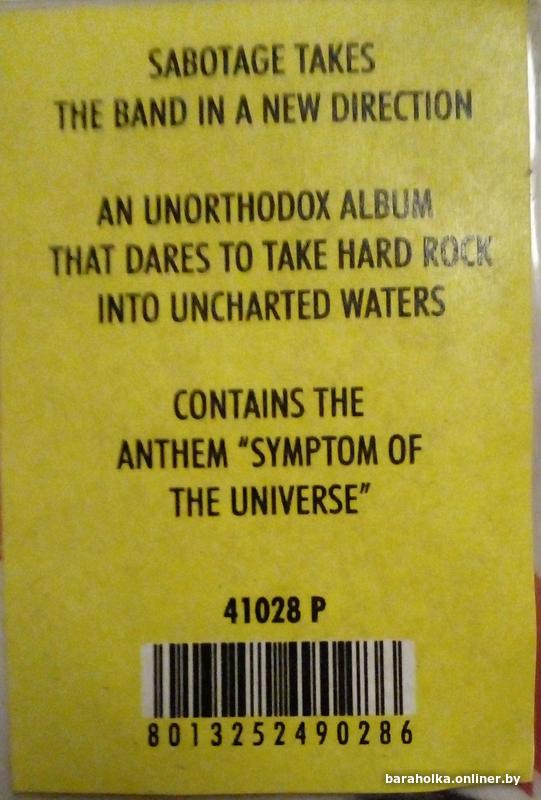 SABOTAGE TAKES
THE BAND IN A NEW DIRECTION
AN UNORTHODOX ALBUM
THAT DARES TO TAKE HARD ROCK
INTO UNCHARTED WATERS
CONTAINS THE
ANTHEM “SYMPTOM OF
THE UNIVERSE”
41028 P
8013252490286
baraholka.onliner.by